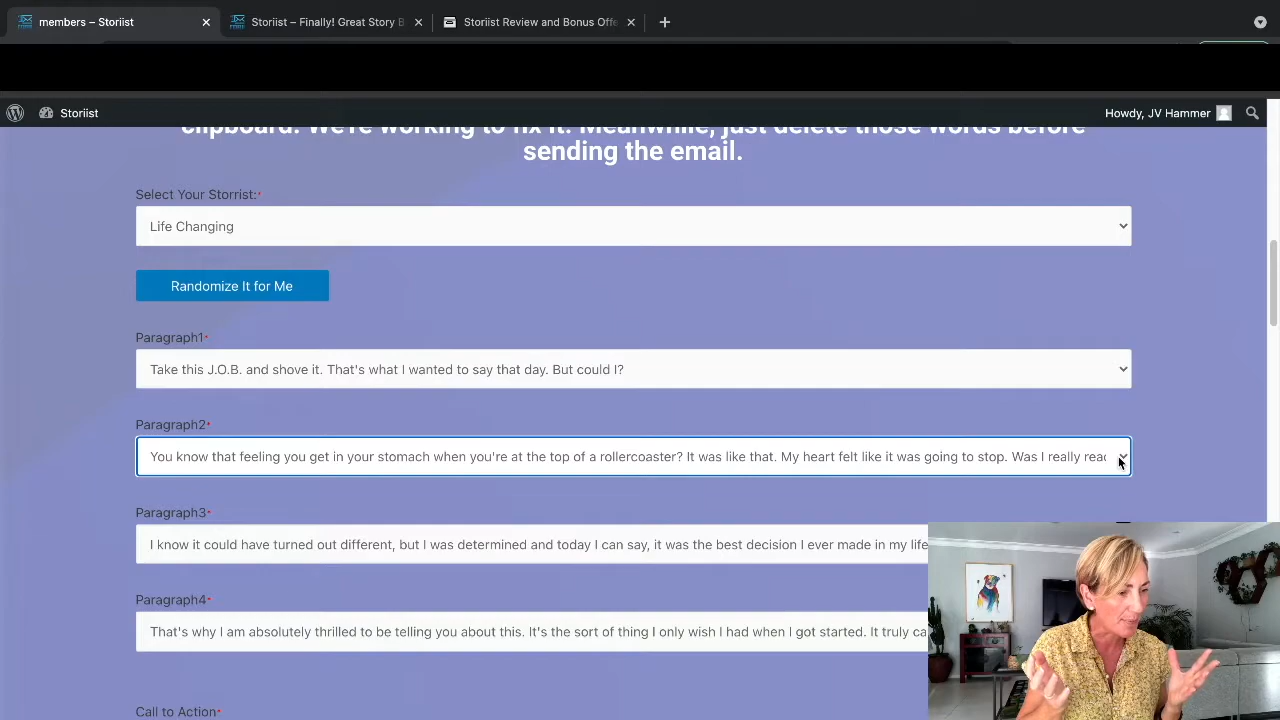 members – Storiist
Storiist – Finally! Great Story B
Storiist Review and Bonus Offe
Storiist
Howdy, JV Hammer
clipboard. We're working to fix it! Meanwhile, just delete those words before
sending the email.
Select Your Storrist:*
Life Changing
Randomize It for Me
Paragraph1*
Take this J.O.B. and shove it. That's what I wanted to say that day. But could I?
Paragraph2*
You know that feeling you get in your stomach when you're at the top of a rollercoaster? It was like that. My heart felt like it was going to stop. Was I really reac
Paragraph3*
I know it could have turned out different, but I was determined and today I can say, it was the best decision I ever made in my life
Paragraph4*
That's why I am absolutely thrilled to be telling you about this. It's the sort of thing I only wish I had when I got started. It truly ca
Call to Action*